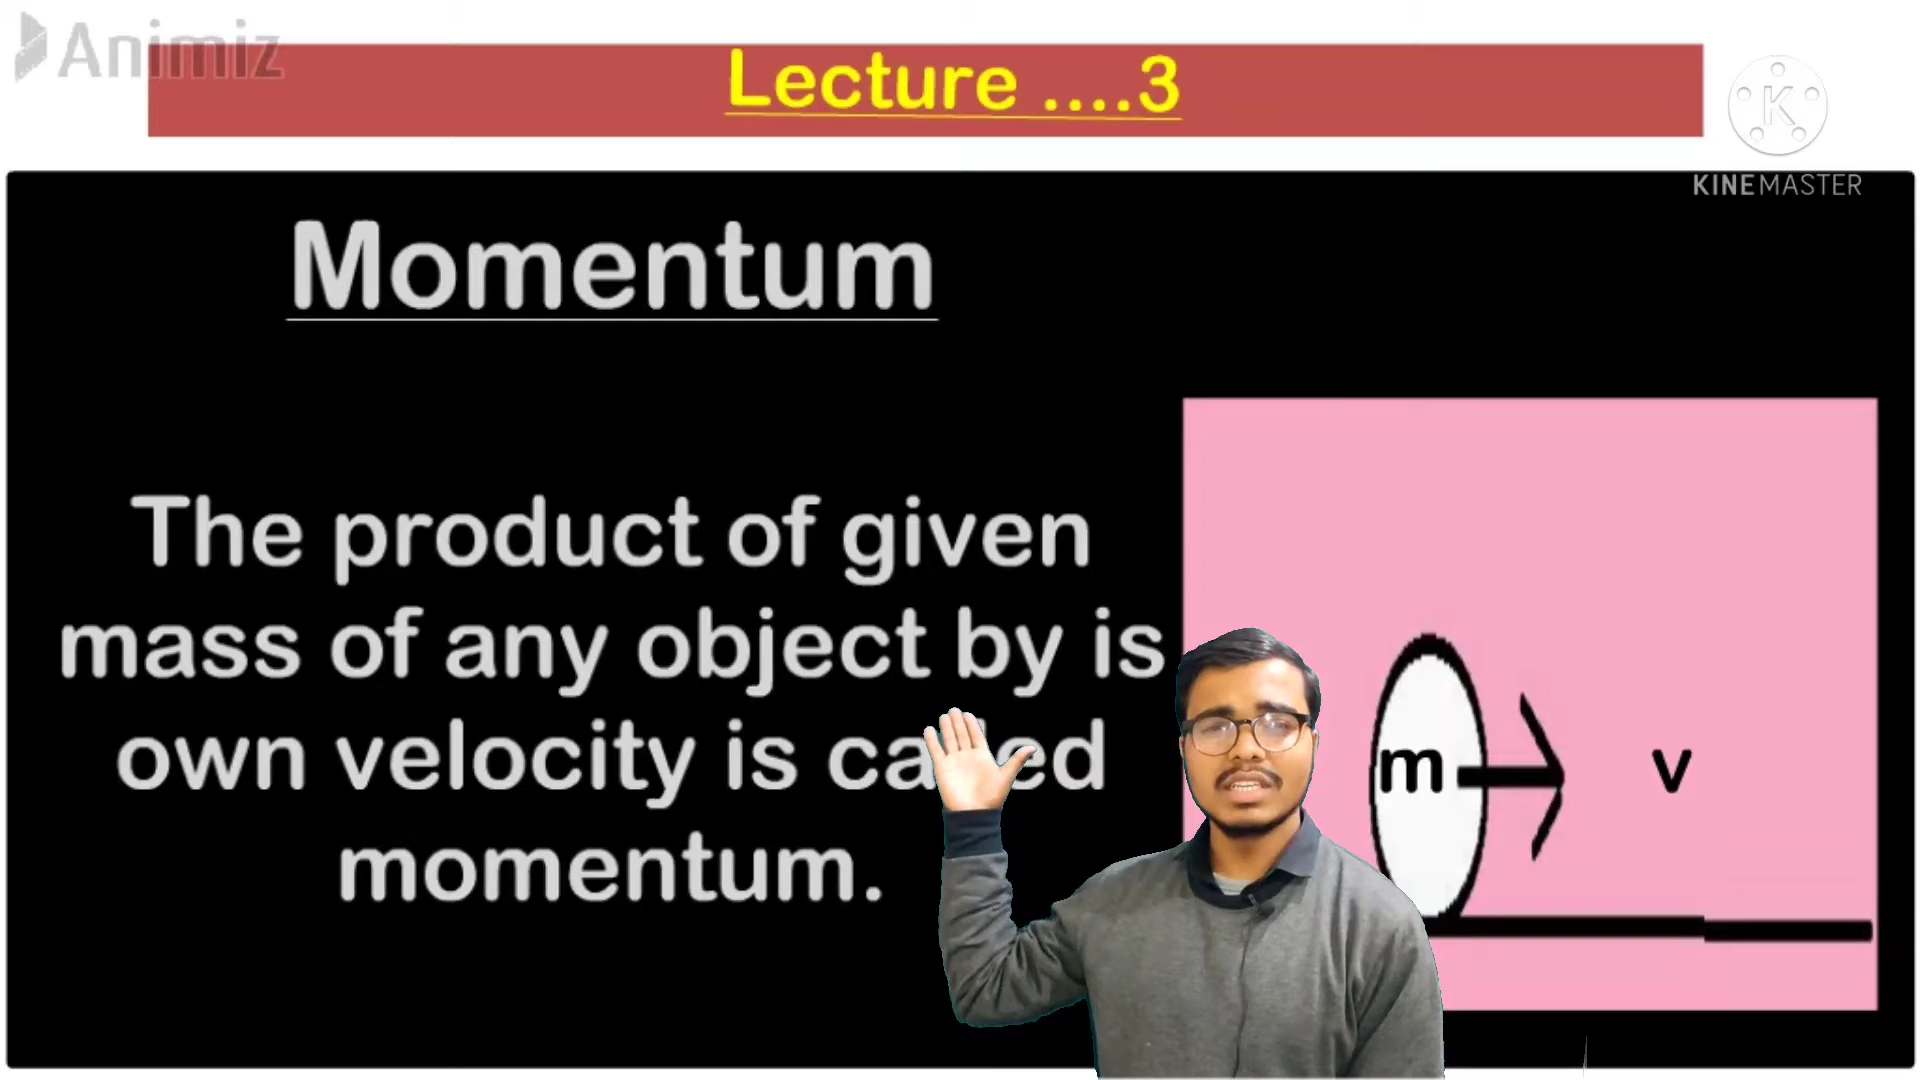 Animiz
Lecture ....3
KINEMASTER
Momentum
The product of given
mass of any object by is
own velocity is called
momentum.
m
v
K